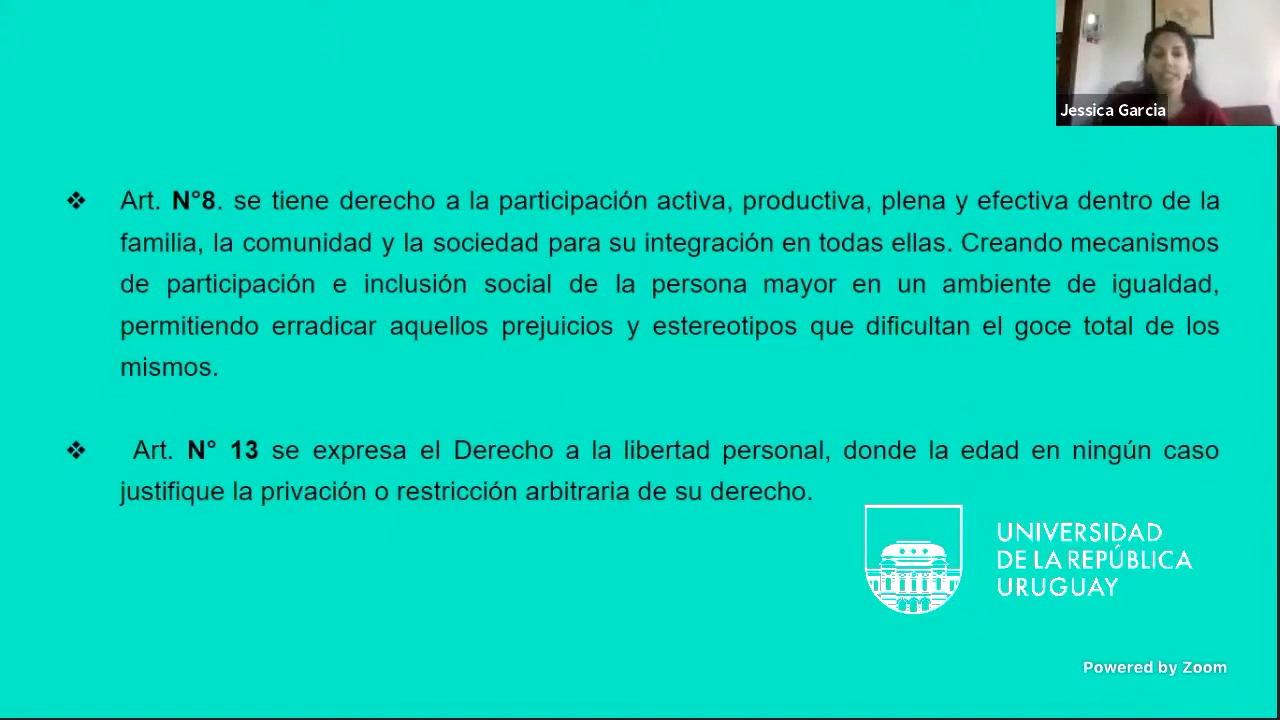 Jessica Garcia
❖ Art. N°8. se tiene derecho a la participación activa, productiva, plena y efectiva dentro de la
familia, la comunidad y la sociedad para su integración en todas ellas. Creando mecanismos
de participación e inclusión social de la persona mayor en un ambiente de igualdad,
permitiendo erradicar aquellos prejuicios y estereotipos que dificultan el goce total de los
mismos.
❖ Art. N° 13 se expresa el Derecho a la libertad personal, donde la edad en ningún caso
justifique la privación o restricción arbitraria de su derecho.
UNIVERSIDAD
DE LA REPÚBLICA
URUGUAY
Powered by Zoom